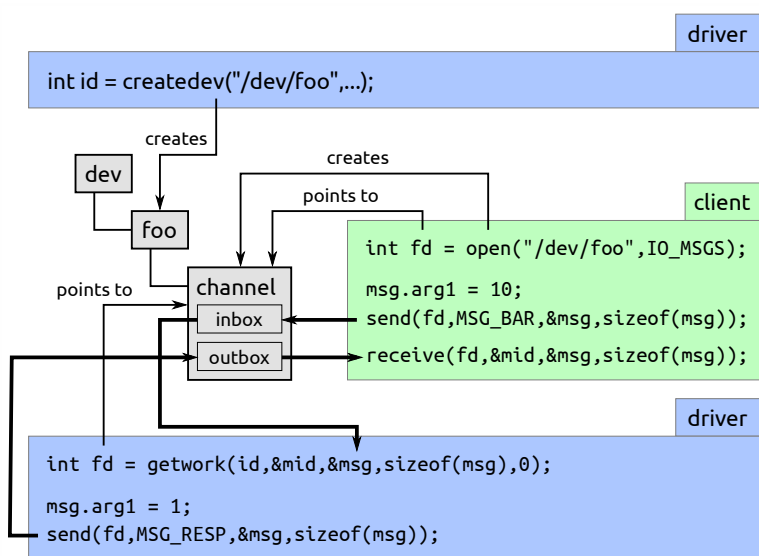 driver
int id = createdev("/dev/foo",...);
creates
creates
dev
points to
client
foo
int fd = open("/dev/foo",IO_MSGS);
channel
points to
msg.arg1 = 10;
inbox
send(fd,MSG_BAR,&msg,sizeof(msg));
outbox
receive(fd,&mid,&msg,sizeof(msg));
driver
int fd = getwork(id,&mid,&msg,sizeof(msg),0);
msg.arg1 = 1;
send(fd,MSG_RESP,&msg,sizeof(msg));